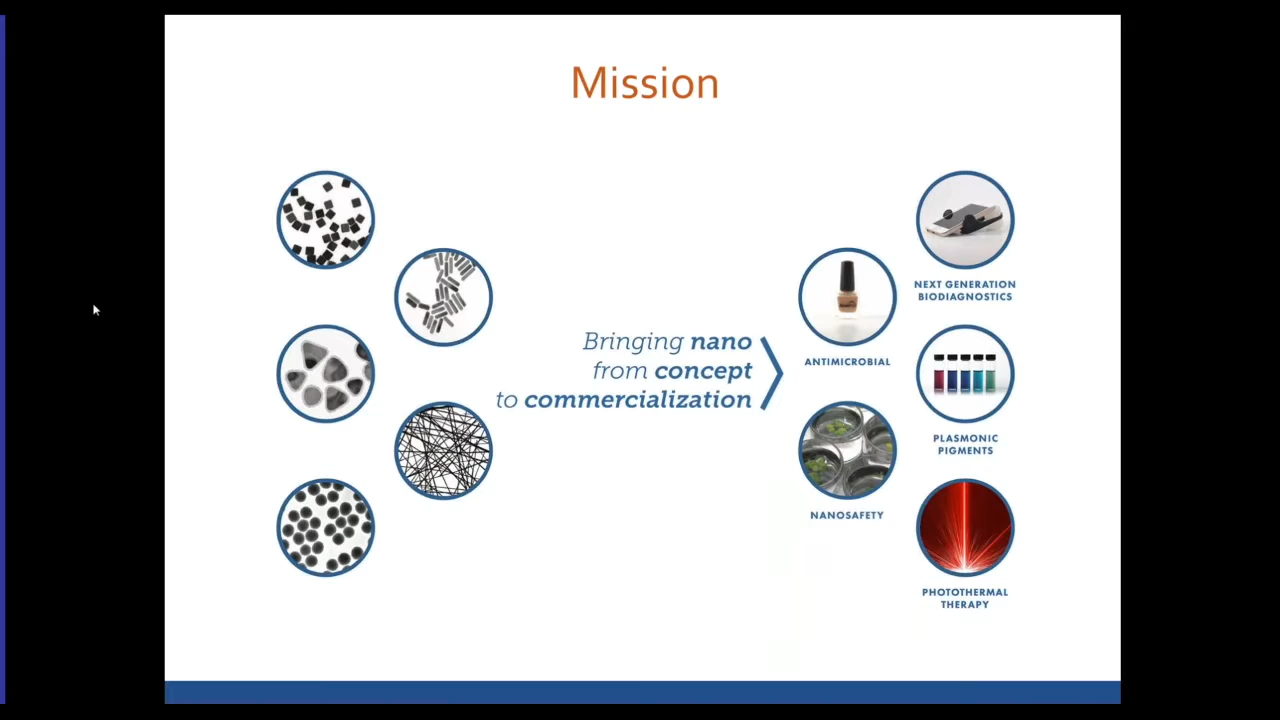 Mission
Bringing nano
from concept
to commercialization
ANTIMICROBIAL
NANOSAFETY
NEXT GENERATION
BIODIAGNOSTICS
PLASMONIC
PIGMENTS
PHOTOTHERMAL
THERAPY